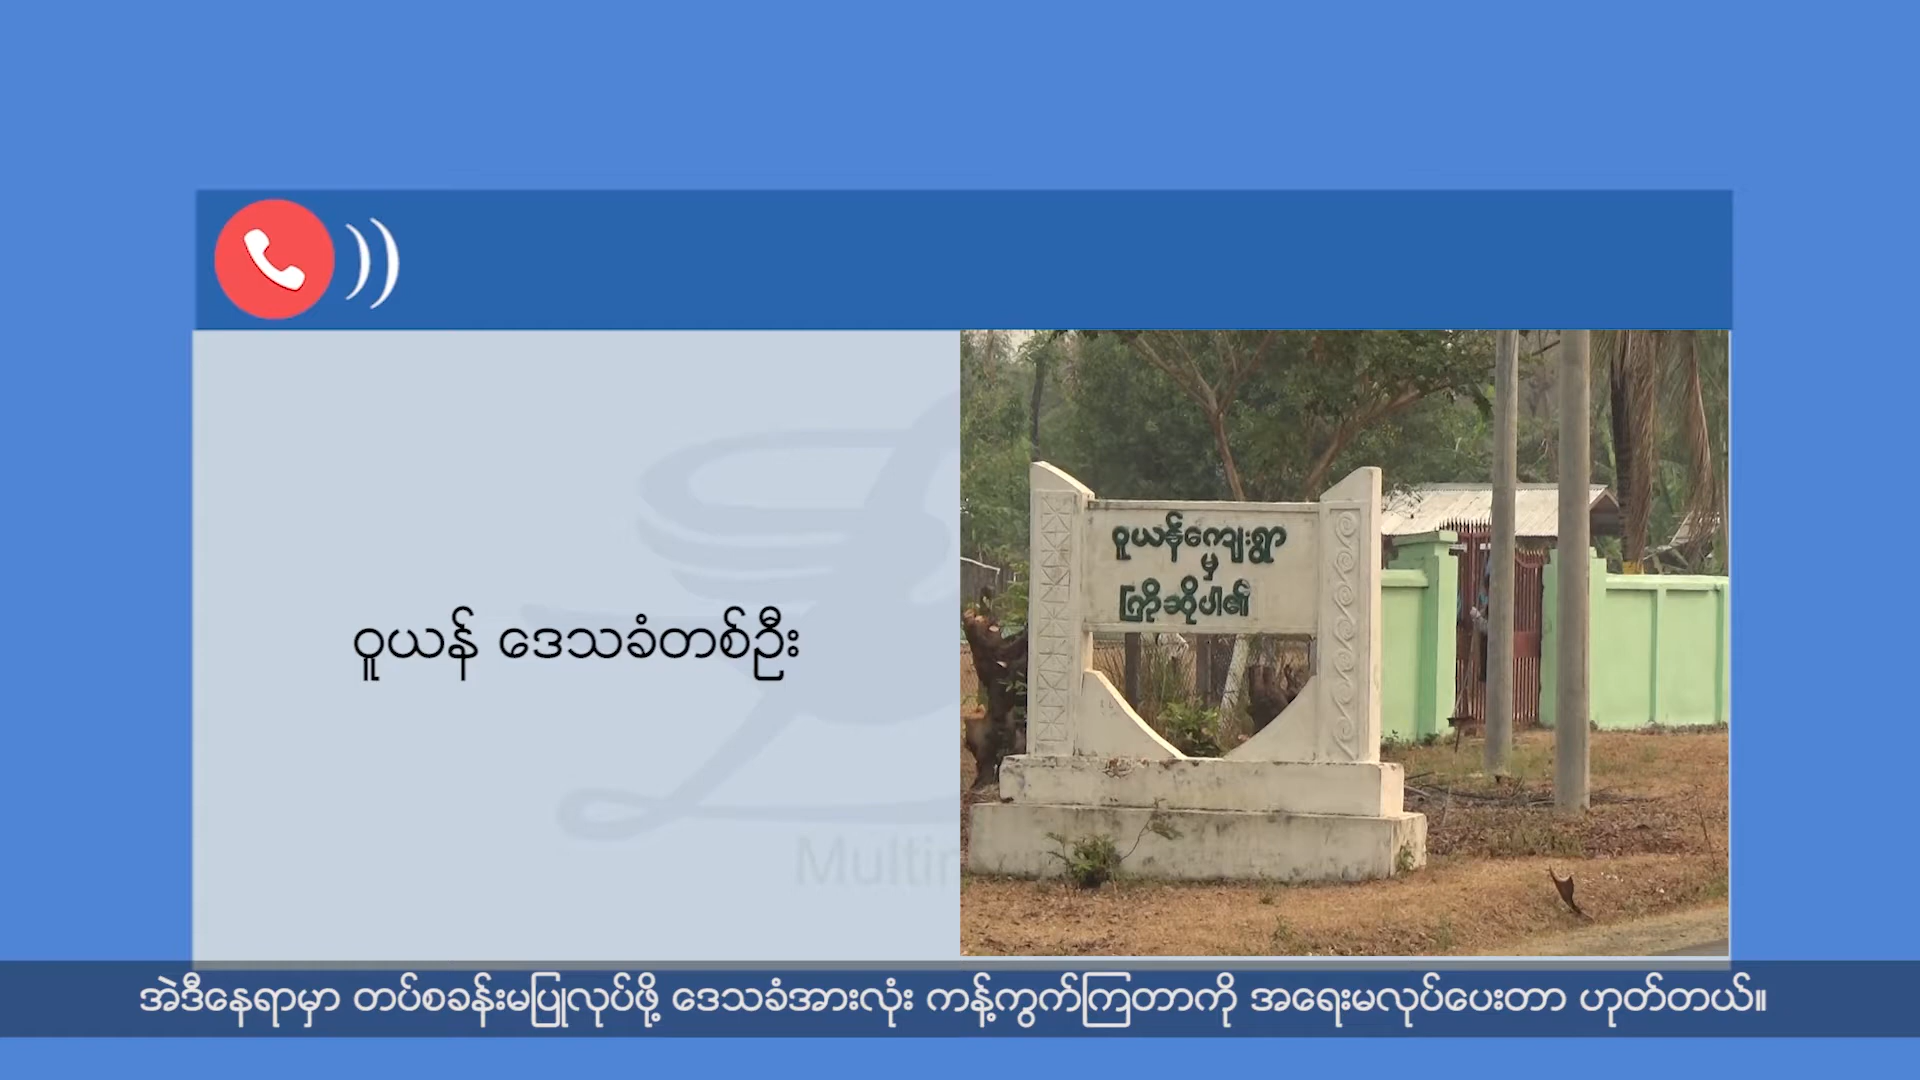 ဝူယန်ကျေးရွာ
မှ
ကြိုဆိုပါ၏
ဝူယန် ဒေသခံတစ်ဦး
Multim
အဲဒီနေရာမှာ တပ်စခန်းမပြုလုပ်ဖို့ ဒေသခံအားလုံး ကန့်ကွက်ကြတာကို အရေးမလုပ်ပေးတာ ဟုတ်တယ်။